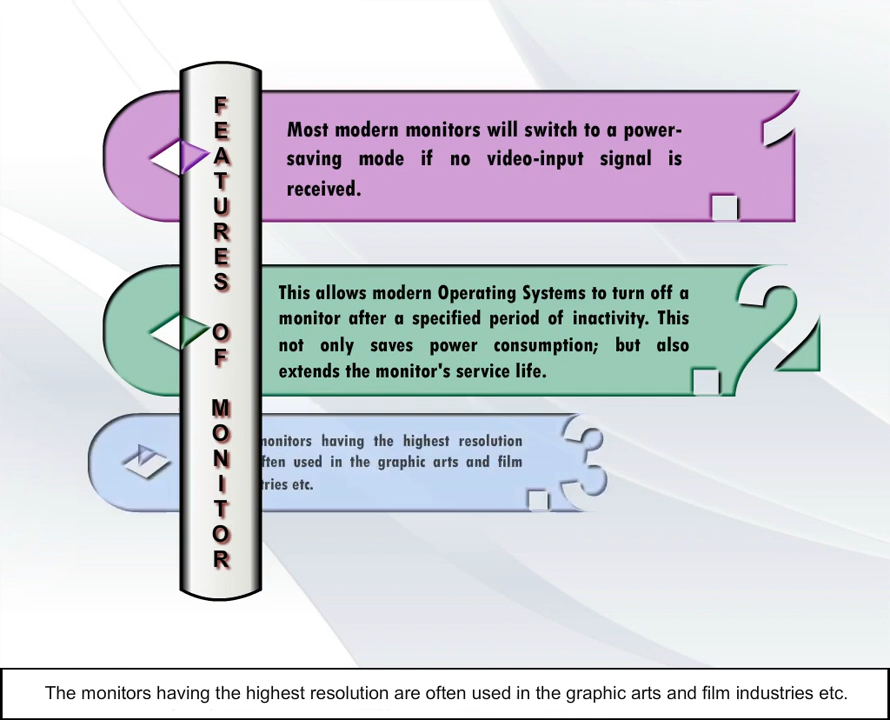 FEATURES OF MONITOR
Most modern monitors will switch to a power-
saving mode if no video-input signal is
received.
.1
This allows modern Operating Systems to turn off a
monitor after a specified period of inactivity. This
not only saves power consumption; but also
extends the monitor's service life.
.2
monitors having the highest resolution
often used in the graphic arts and film
tries etc.
.3
The monitors having the highest resolution are often used in the graphic arts and film industries etc.